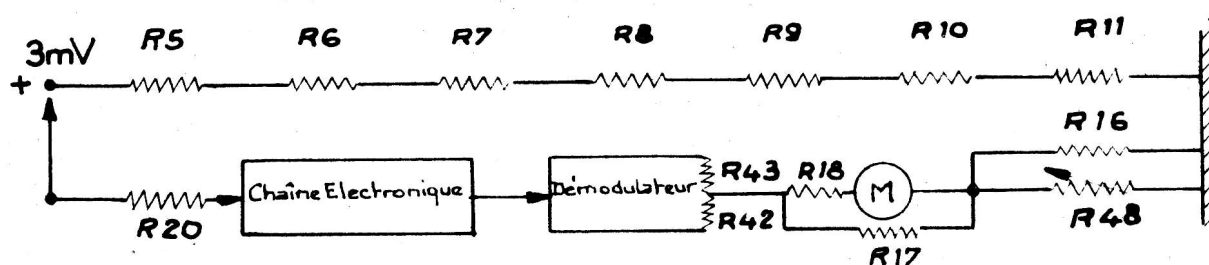 R5 R6 R7 R8 R9 R10 R11
3mV
+
R16
Chaîne Electronique Démodulateur R43 R18 M
R20 R42 R48
R17